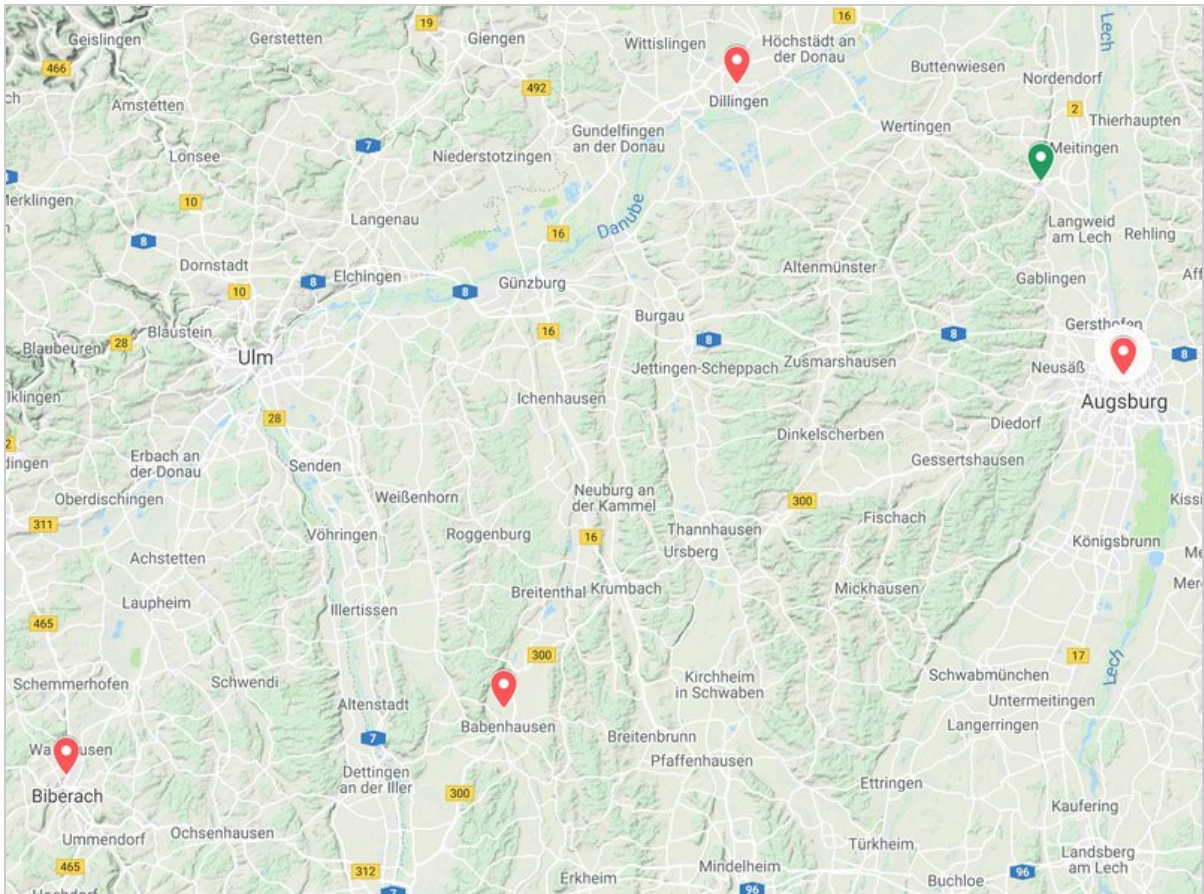 Geislingen
Gerstetten
19
Giengen
Wittislingen
16
Höchstädt an
der Donau
Lech
466
Buttenwiesen
Nordendorf
Amstetten
492
Dillingen
2
Thierhaupten
Gundelfingen
an der Donau
Wertingen
7
Lonsee
Niederstotzingen
Meitingen
Merklingen
10
Langenau
Danube
16
Langweid
am Lech
Rehling
8
Dornstadt
Elchingen
8
10
8
Günzburg
Altenmünster
Gablingen
Blaustein
28
Blaubeuren
Ulm
16
Burgau
8
8
Gersthofen
8
Jettingen-Scheppach
Zusmarshausen
Neusäß
Ichenhausen
Augsburg
28
Diedorf
Dinkelscherben
Erbach an
der Donau
Senden
Gessertshausen
Oberdischingen
Weißenhorn
Neuburg an
der Kammel
300
311
Vöhringen
Roggenburg
Thannhausen
Fischach
16
Ursberg
Königsbrunn
Achstetten
Breitenthal
Krumbach
Mickhausen
Laupheim
Illertissen
465
300
17
Lech
Schemmerhofen
Schwendi
Kirchheim
in Schwaben
Schwabmünchen
Altenstadt
Untermeitingen
Babenhausen
Breitenbrunn
Langerringen
7
Pfaffenhausen
Biberach
Dettingen
an der Iller
300
Ettringen
Kaufering
Ummendorf
Ochsenhausen
Türkheim
465
312
Mindelheim
Landsberg
am Lech
Erkheim
96
Buchloe
96
7